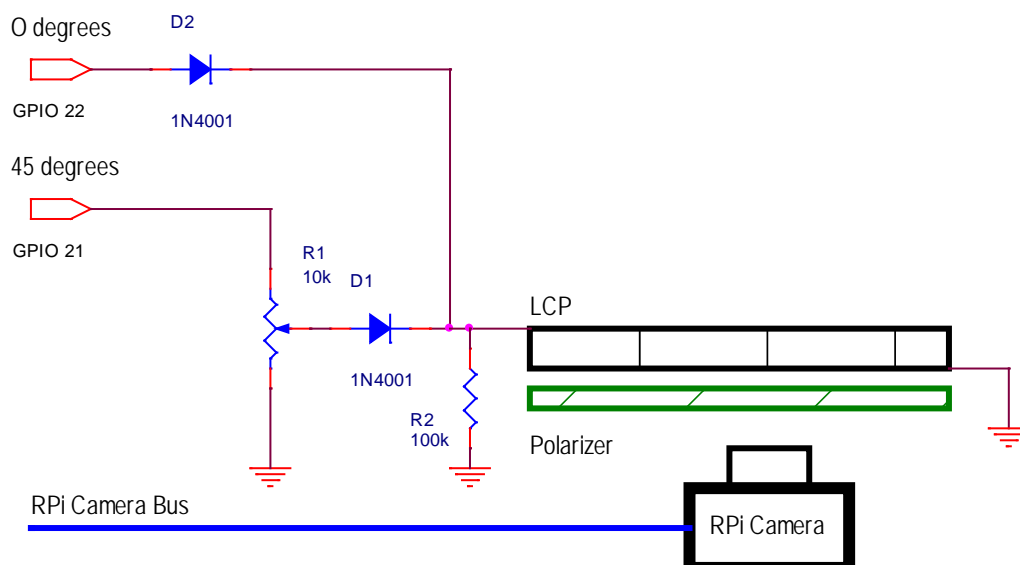 O degrees
D2
GPIO 22
1N4001
45 degrees
GPIO 21
R1
10k
D1
1N4001
R2
100k
LCP
Polarizer
RPi Camera Bus
RPi Camera